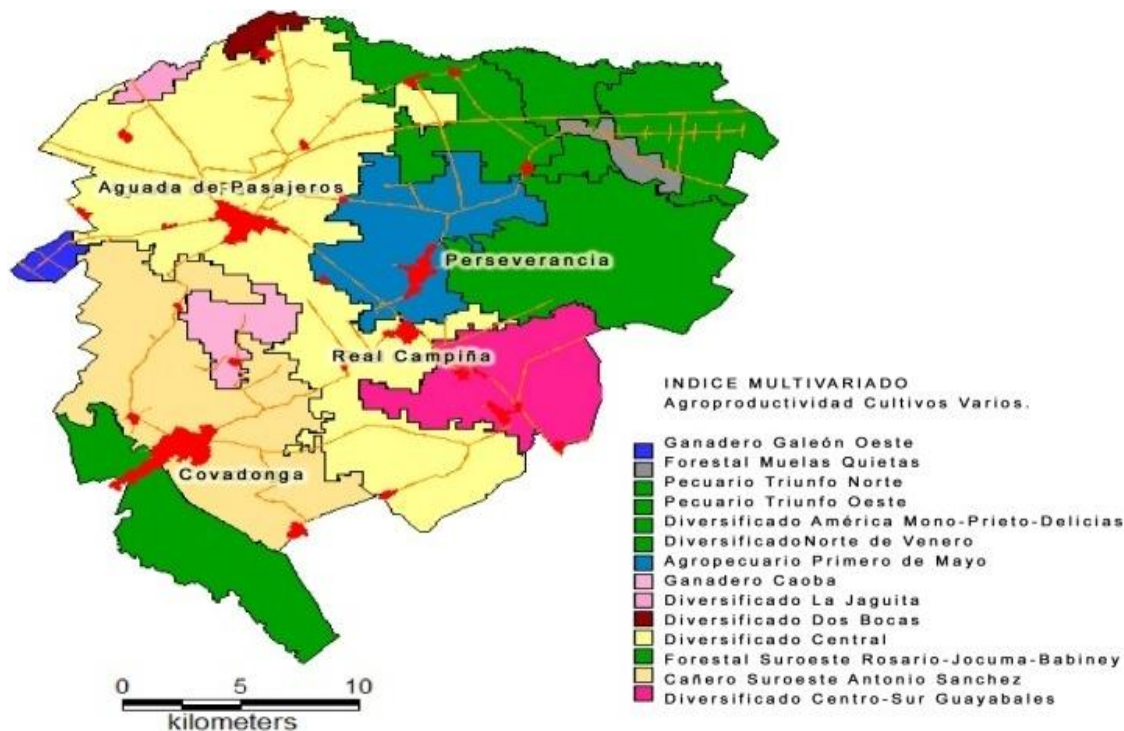 Aguada de Pasajeros
Perseverancia
Real Campiña
Covadonga
INDICE MULTIVARIADO
Agroproductividad Cultivos Varios.
Ganadero Galeón Oeste
Forestal Muelas Quietas
Pecuario Triunfo Norte
Pecuario Triunfo Oeste
Diversificado América Mono-Prieto-Delicias
DiversificadoNorte de Venero
Agropecuario Primero de Mayo
Ganadero Caoba
Diversificado La Jaguita
Diversificado Dos Bocas
Diversificado Central
Forestal Suroeste Rosario-Jocuma-Babiney
Cañero Suroeste Antonio Sanchez
Diversificado Centro-Sur Guayabales
0 5 10
kilometers